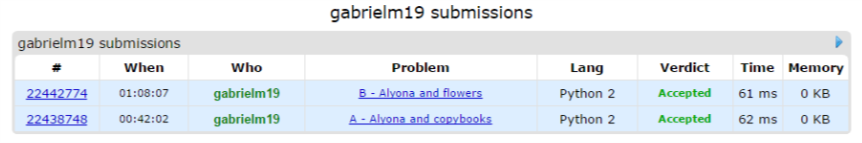 gabrielm19 submissions
gabrielm19 submissions
# When Who Problem Lang Verdict Time Memory
22442774 01:08:07 gabrielm19 B - Alyona and flowers Python 2 Accepted 61 ms 0 KB
22438748 00:42:02 gabrielm19 A - Alyona and copybooks Python 2 Accepted 62 ms 0 KB